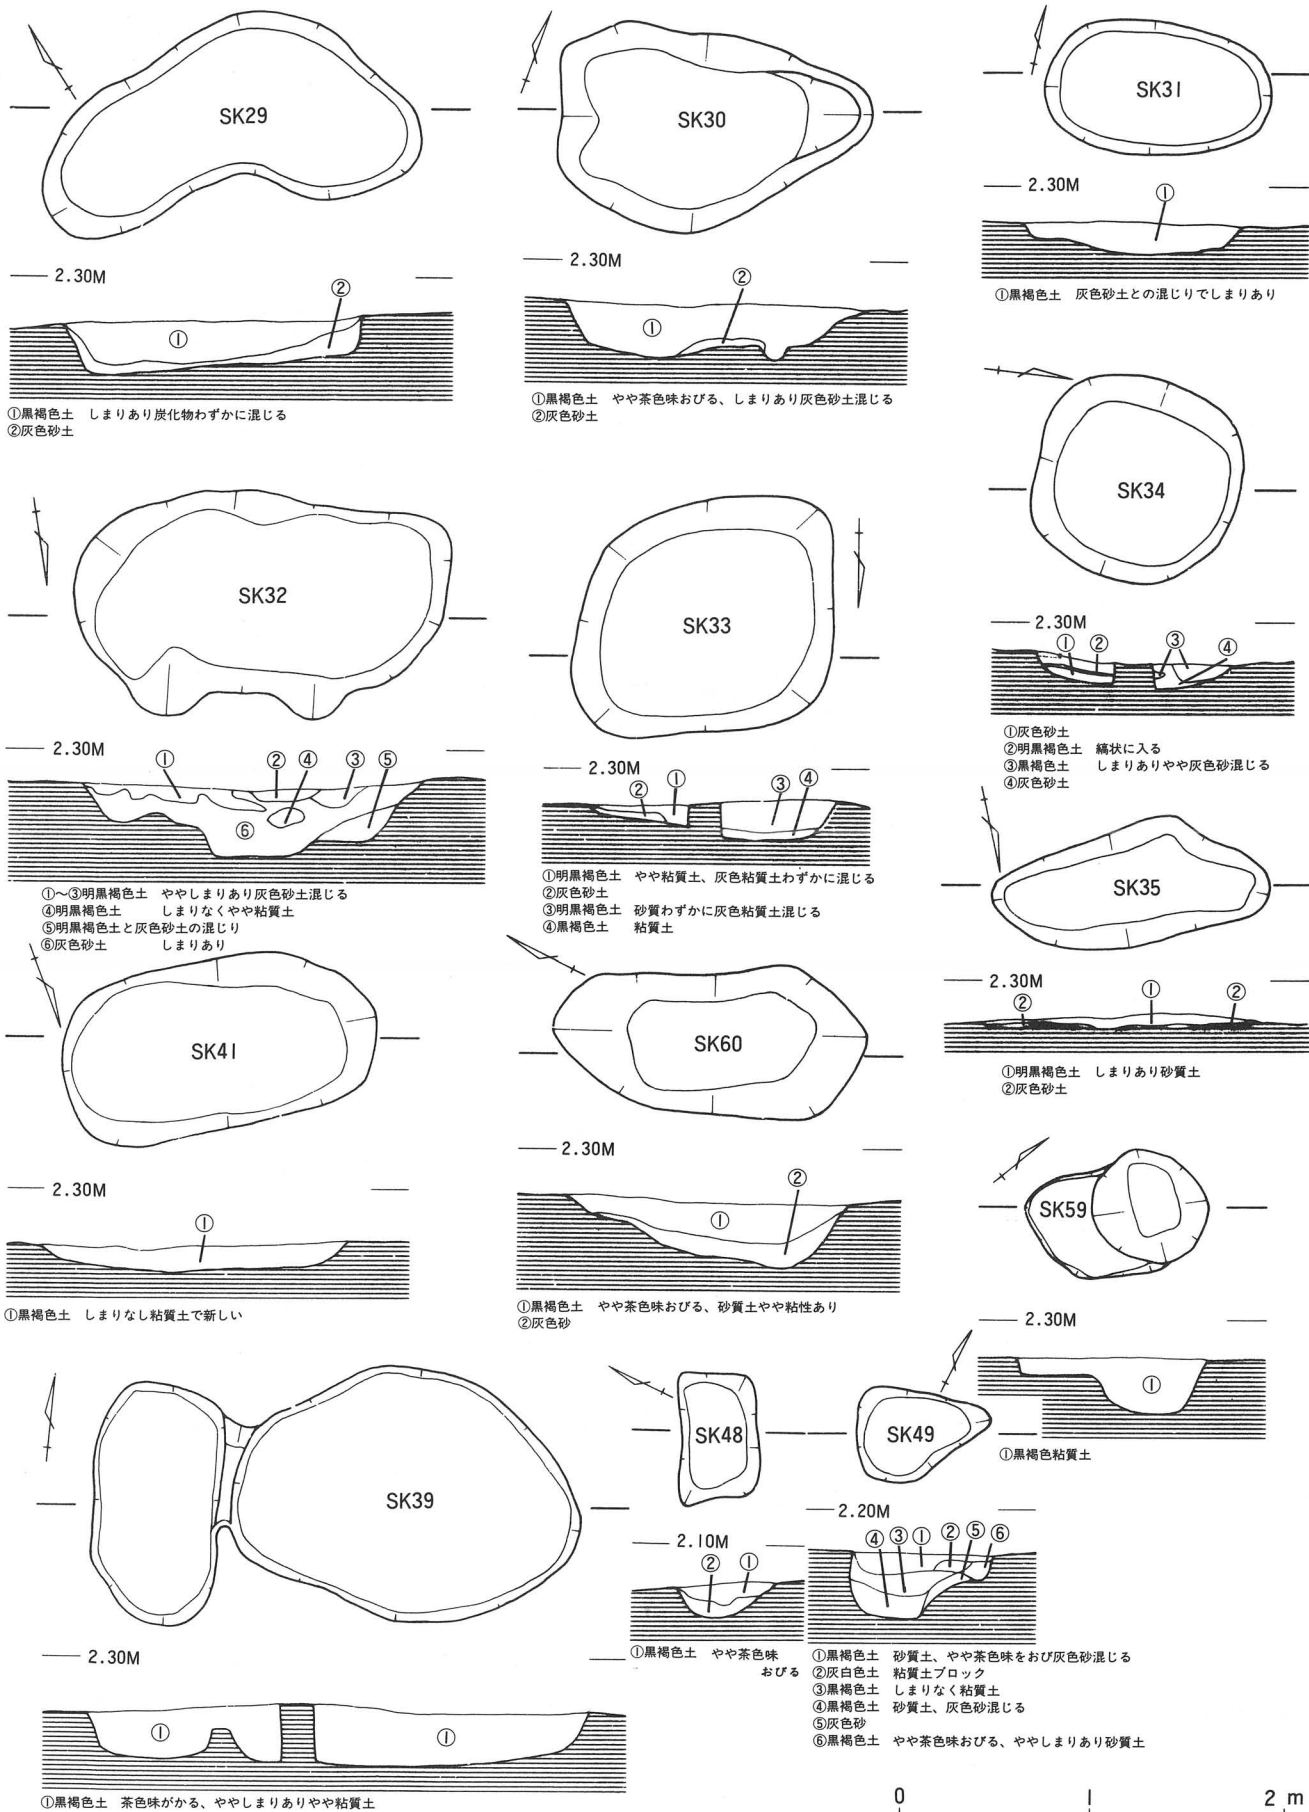 SK29
2.30M
②
①
①黒褐色土 しまりあり炭化物わずかに混じる
②灰色砂土
SK30
2.30M
②
①
①黒褐色土 やや茶色味おびる、しまりあり灰色砂土混じる
②灰色砂土
SK31
2.30M
①
①黒褐色土 灰色砂土との混じりでしまりあり
SK32
2.30M
① ② ④ ③ ⑤
⑥
①〜③明黒褐色土 ややしまりあり灰色砂土混じる
④明黒褐色土 しまりなくやや粘質土
⑤明黒褐色土と灰色砂土の混じり
⑥灰色砂土 しまりあり
SK33
2.30M
② ① ③ ④
①明黒褐色土 やや粘質土、灰色粘質土わずかに混じる
②灰色砂土
③明黒褐色土 砂質わずかに灰色粘質土混じる
④黒褐色土 粘質土
SK34
2.30M
① ② ③ ④
①灰色砂土
②明黒褐色土 縞状に入る
③黒褐色土 しまりありやや灰色砂混じる
④灰色砂土
SK35
2.30M
② ① ②
①明黒褐色土 しまりあり砂質土
②灰色砂土
SK41
2.30M
①
①黒褐色土 しまりなし粘質土で新しい
SK60
2.30M
②
①
①黒褐色土 やや茶色味おびる、砂質土やや粘性あり
②灰色砂
SK59
2.30M
①
①黒褐色粘質土
SK39
2.30M
① ①
①黒褐色土 茶色味がかる、ややしまりありやや粘質土
SK48
2.10M
② ①
①黒褐色土 やや茶色味
おびる
SK49
2.20M
④ ③ ① ② ⑤ ⑥
①黒褐色土 砂質土、やや茶色味をおび灰色砂混じる
②灰白色土 粘質土ブロック
③黒褐色土 しまりなく粘質土
④黒褐色土 砂質土、灰色砂混じる
⑤灰色砂
⑥黒褐色土 やや茶色味おびる、ややしまりあり砂質土
0 1 2 m